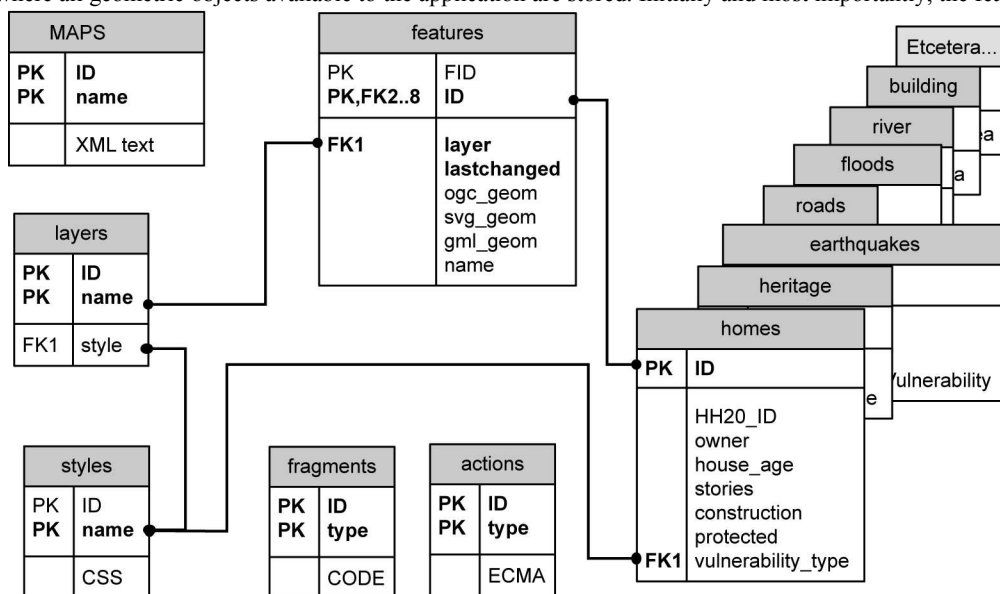 MAPS
PK ID
PK name
XML text
features
PK FID
PK,FK2..8 ID
FK1 layer
lastchanged
ogc_geom
svg_geom
gml_geom
name
layers
PK ID
PK name
FK1 style
styles
PK ID
PK name
CSS
fragments
PK ID
PK type
CODE
actions
PK ID
PK type
ECMA
Etcetera...
building
river
floods
roads
earthquakes
heritage
homes
PK ID
HH20_ID
owner
house_age
stories
construction
protected
FK1 vulnerability_type
ea
a
e
ulnerability